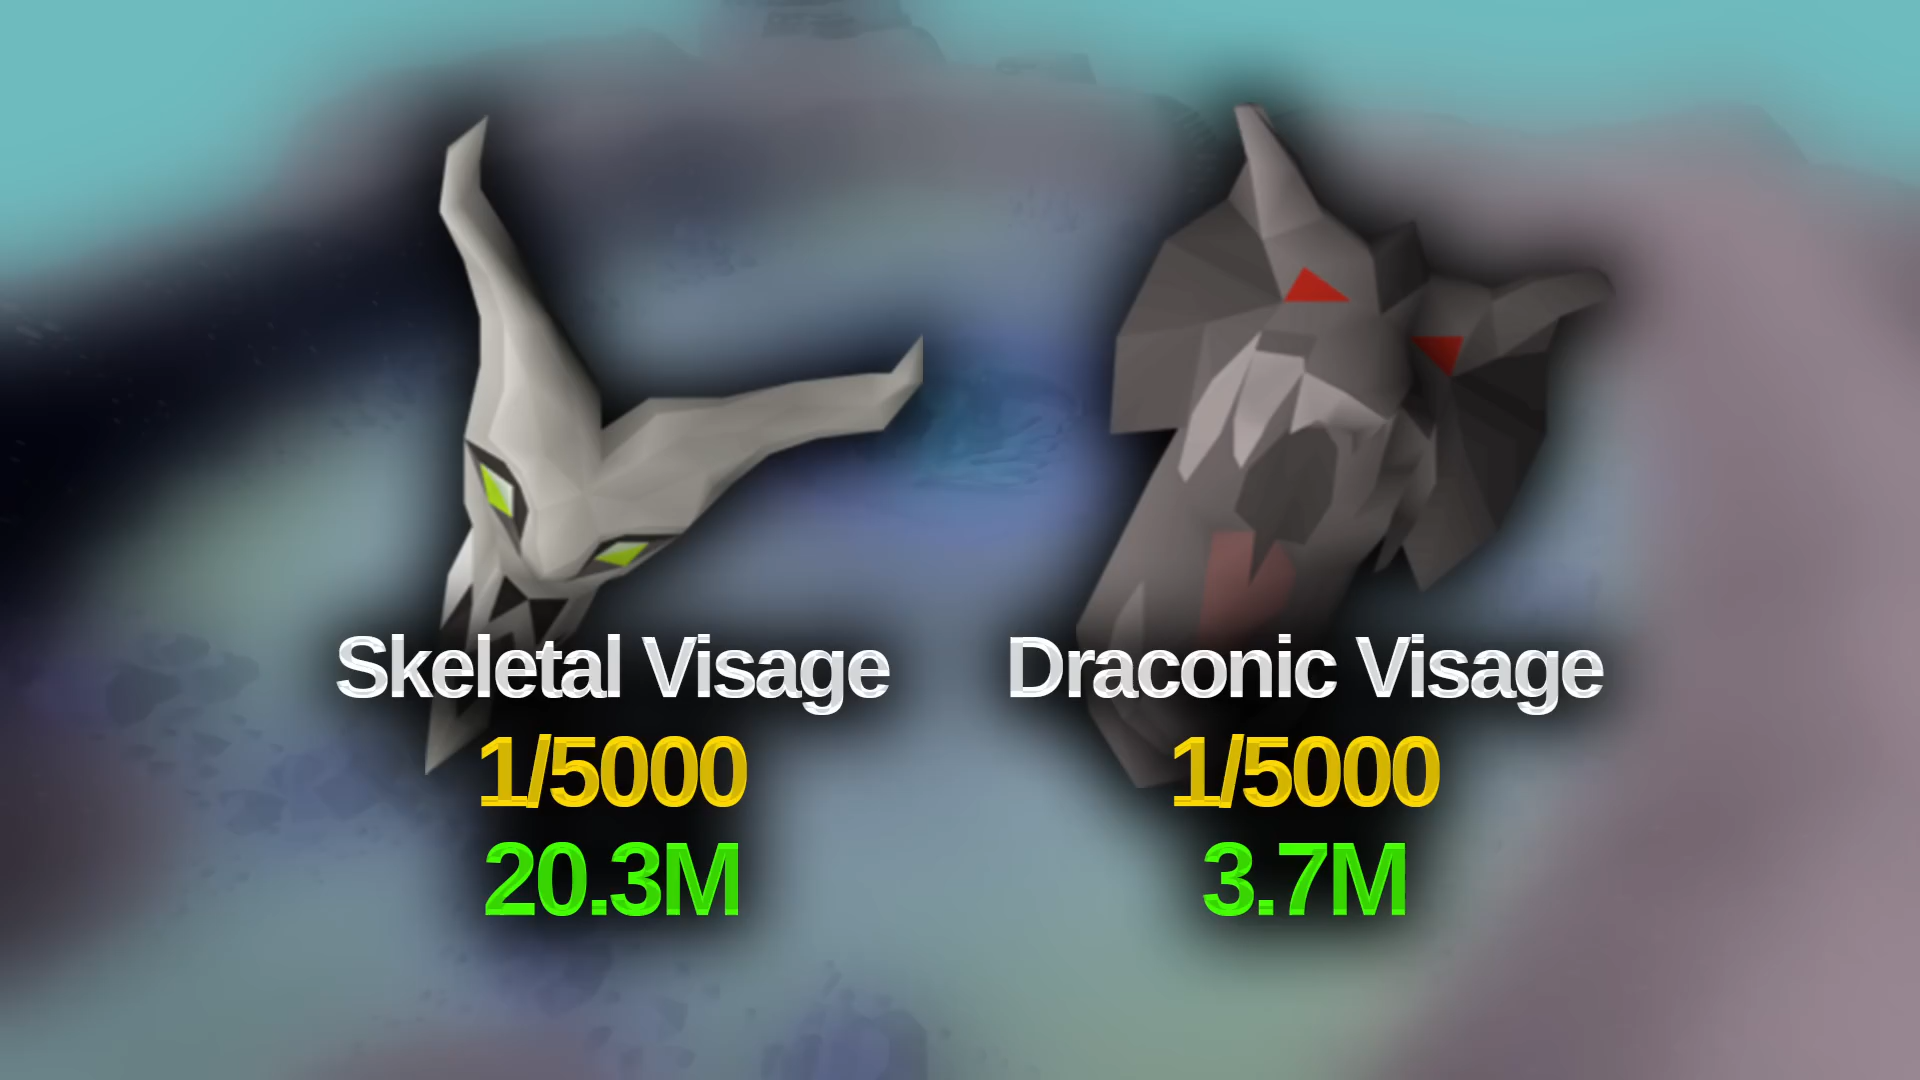 Skeletal Visage
1/5000
20.3M
Draconic Visage
1/5000
3.7M